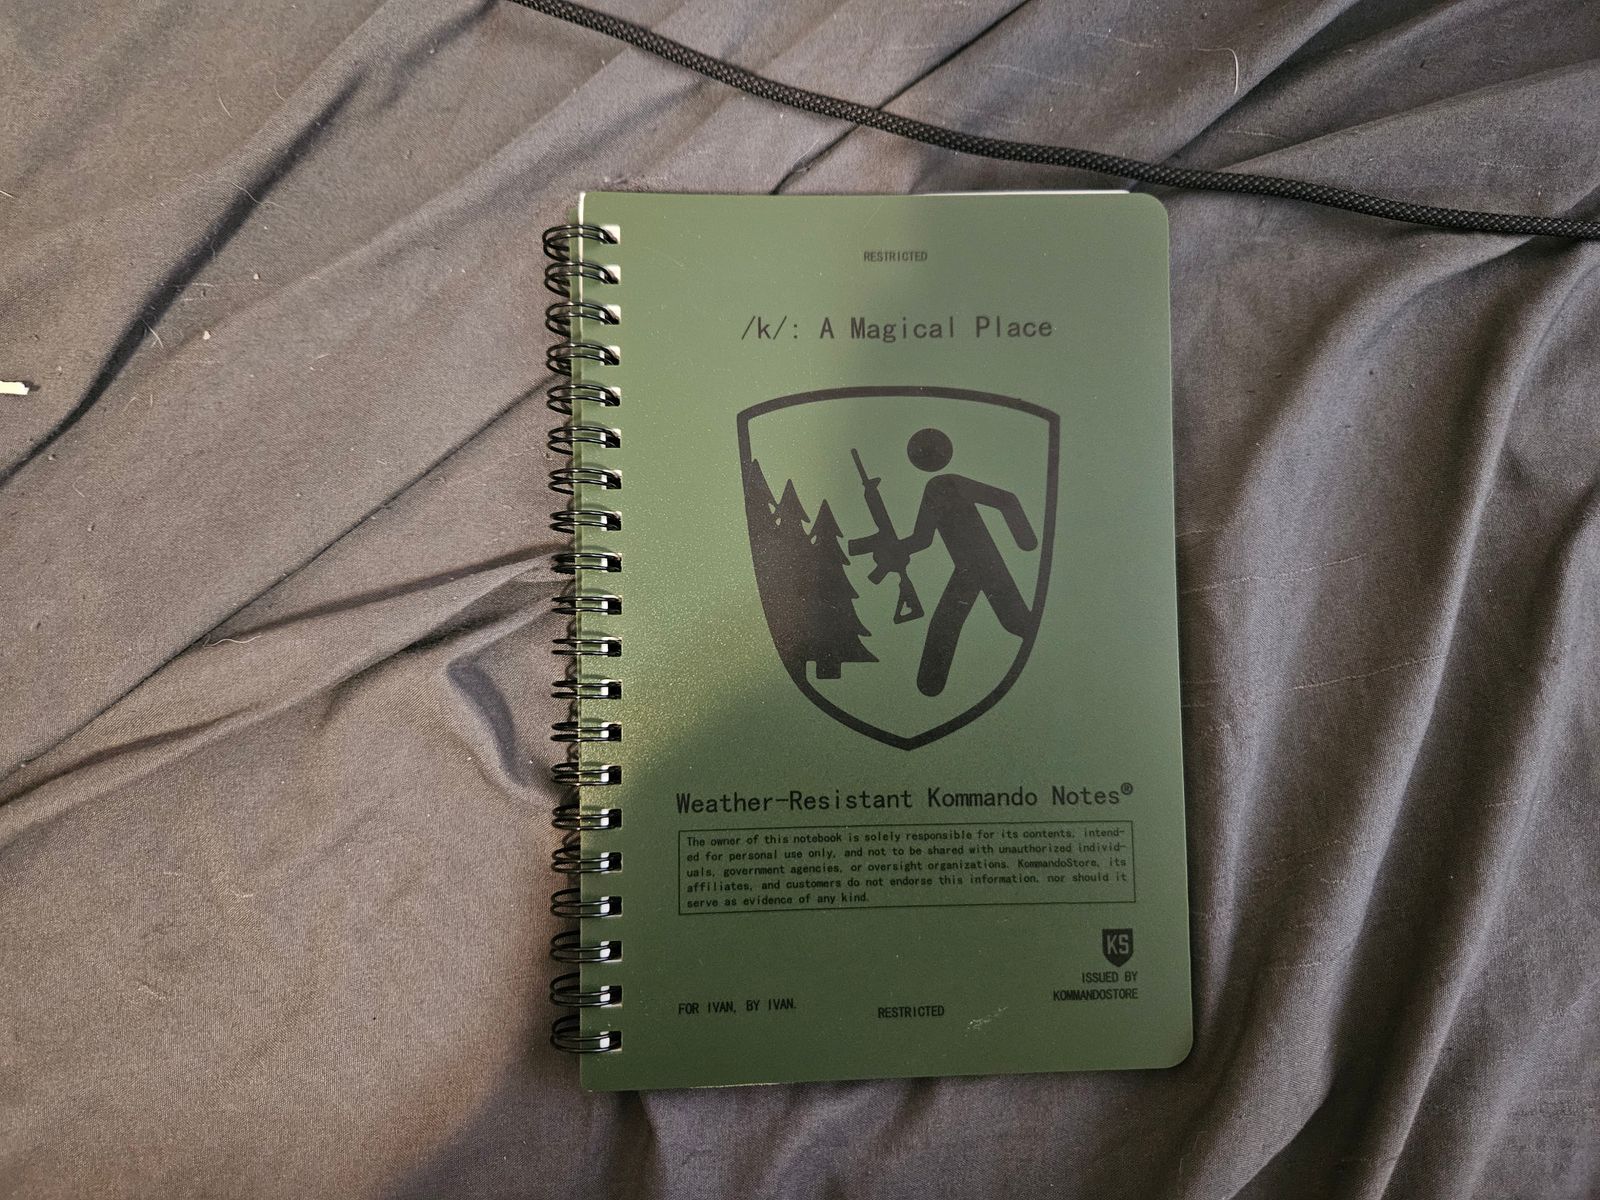 RESTRICTED
/k/: A Magical Place
Weather-Resistant Kommando Notes®
The owner of this notebook is solely responsible for its contents, intend-
ed for personal use only, and not to be shared with unauthorized individ-
uals, government agencies, or oversight organizations. KommandoStore, its
affiliates, and customers do not endorse this information, nor should it
serve as evidence of any kind.
KS
ISSUED BY
KOMMANDOSTORE
FOR IVAN, BY IVAN.
RESTRICTED